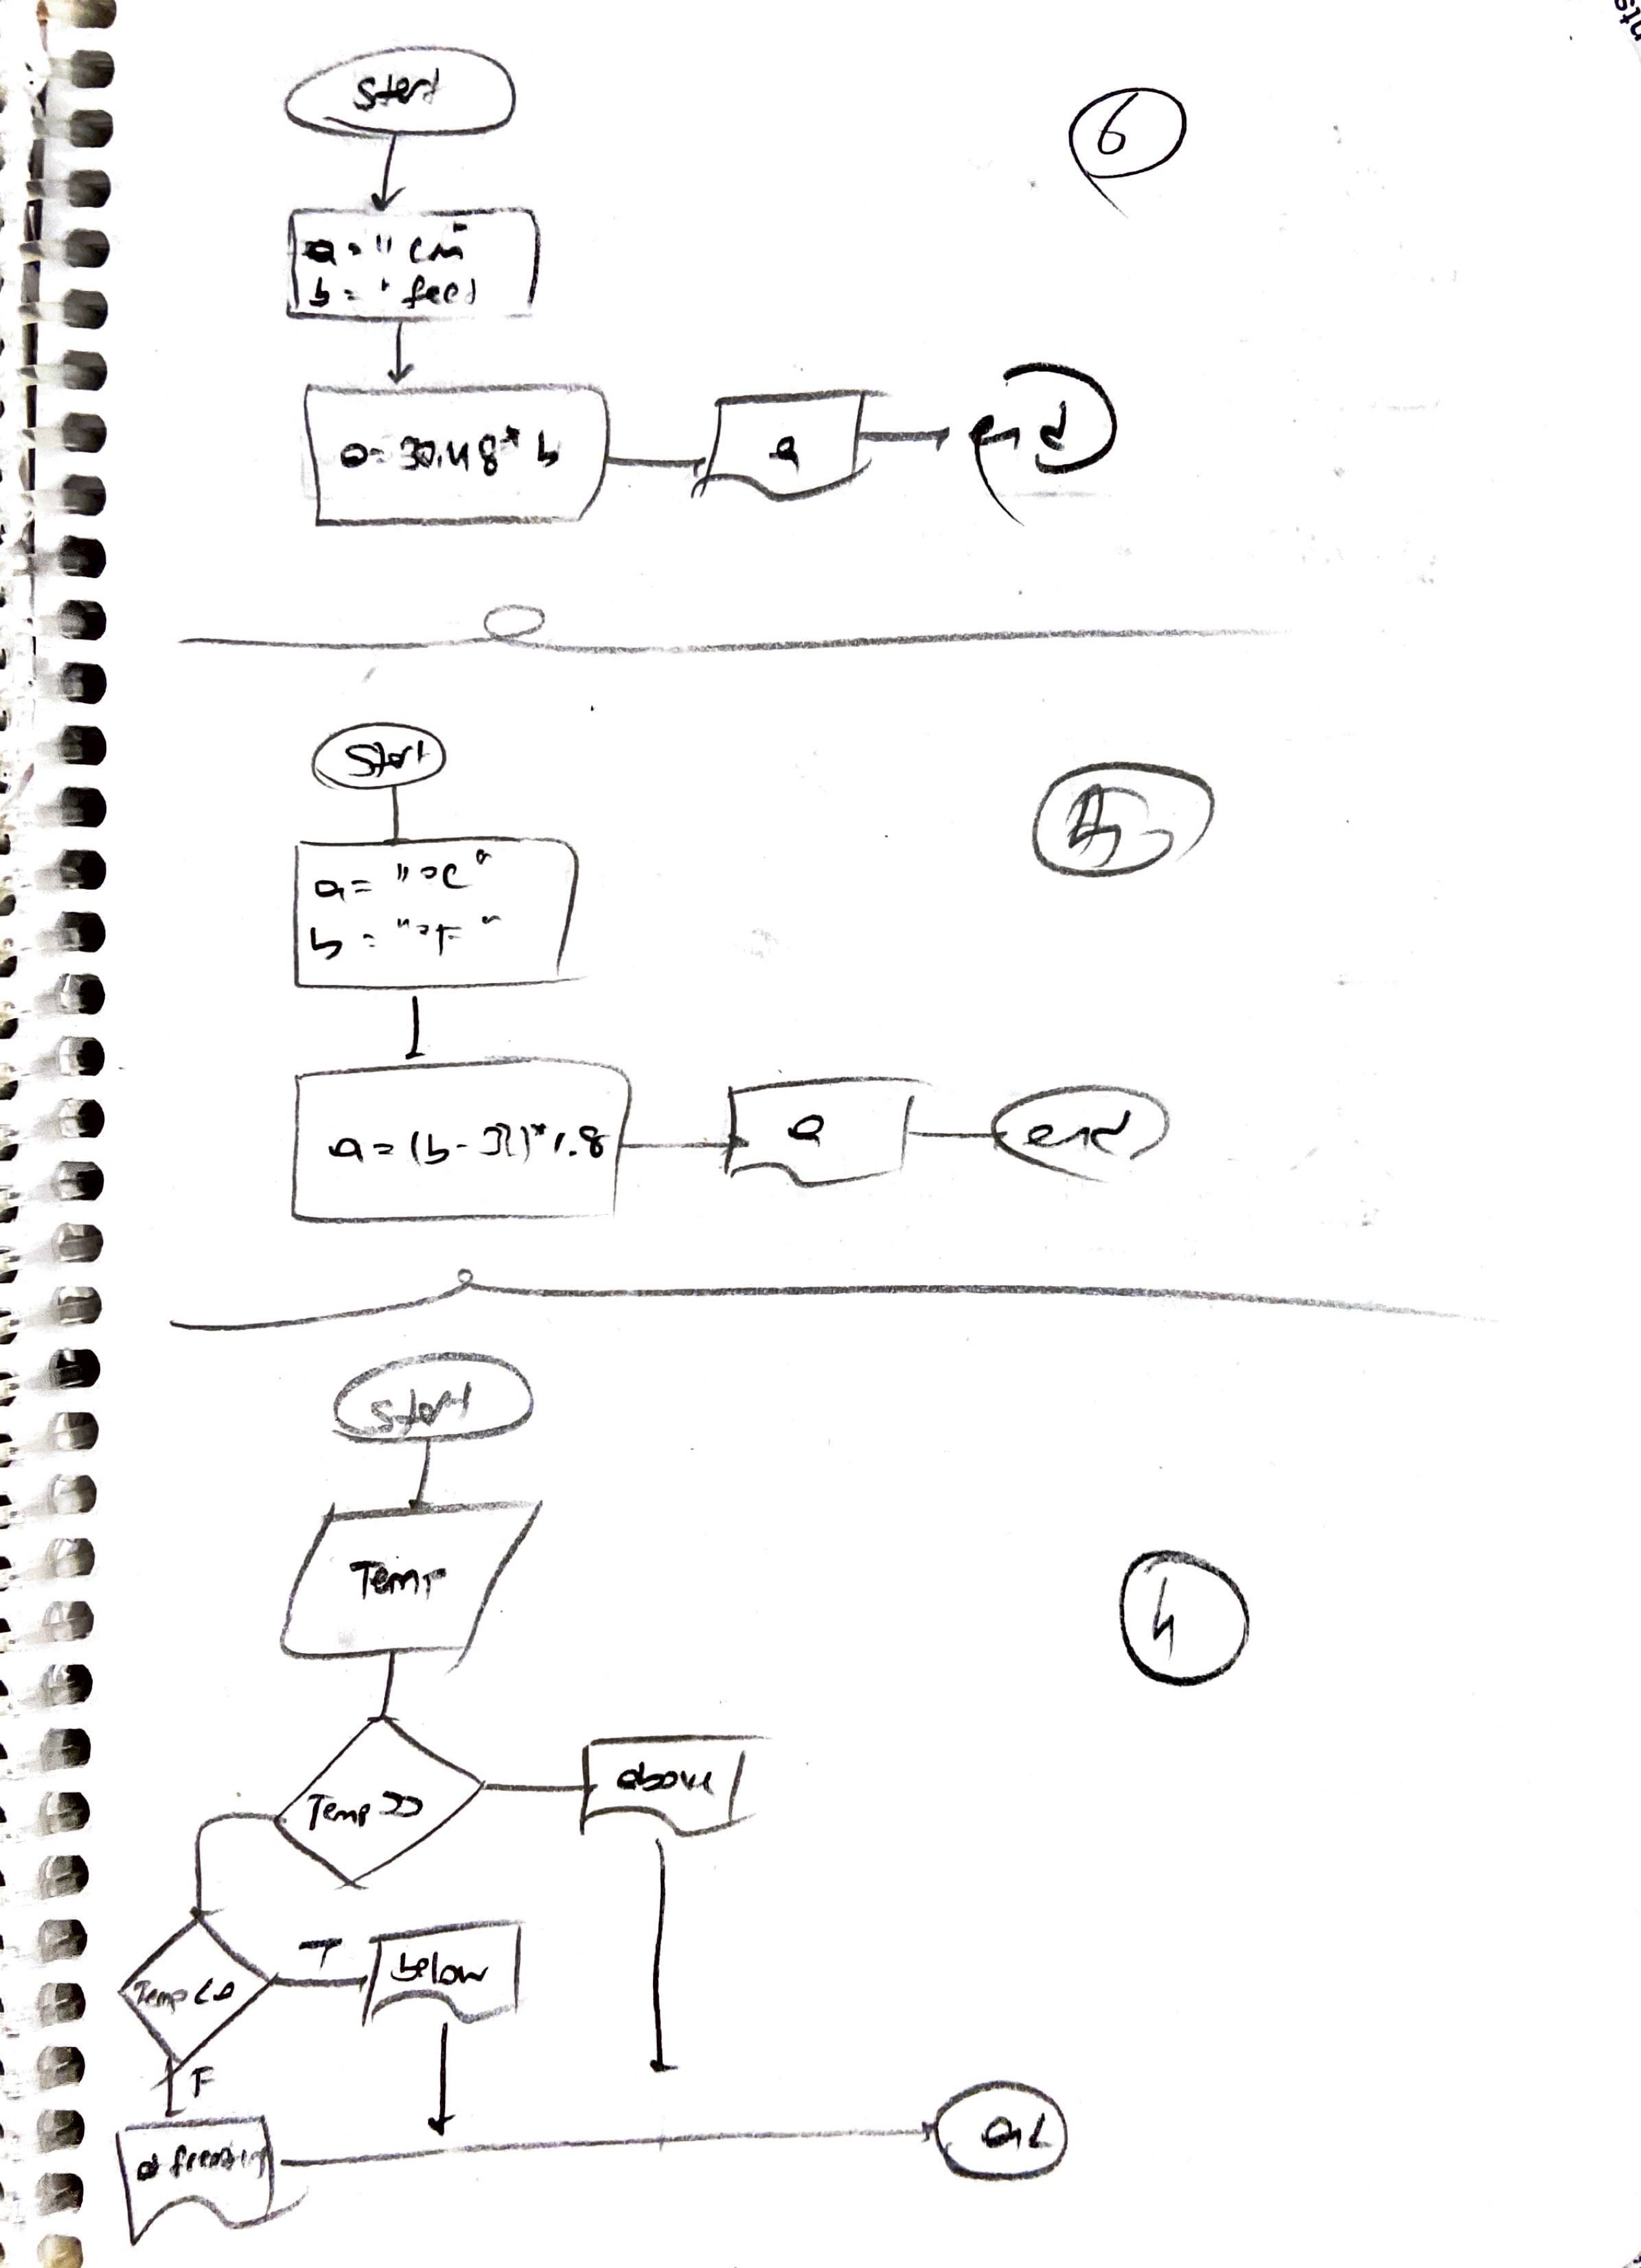 Start
6
a = "cm"
b = "feet
a = 30.48 * b
a
end
Start
5
a = "°C"
b = "°F"
a = (b - 32) * 1.8
a
end
Start
Temp
4
above
Temp >0
T
below
Temp < 0
F
at freezing
end